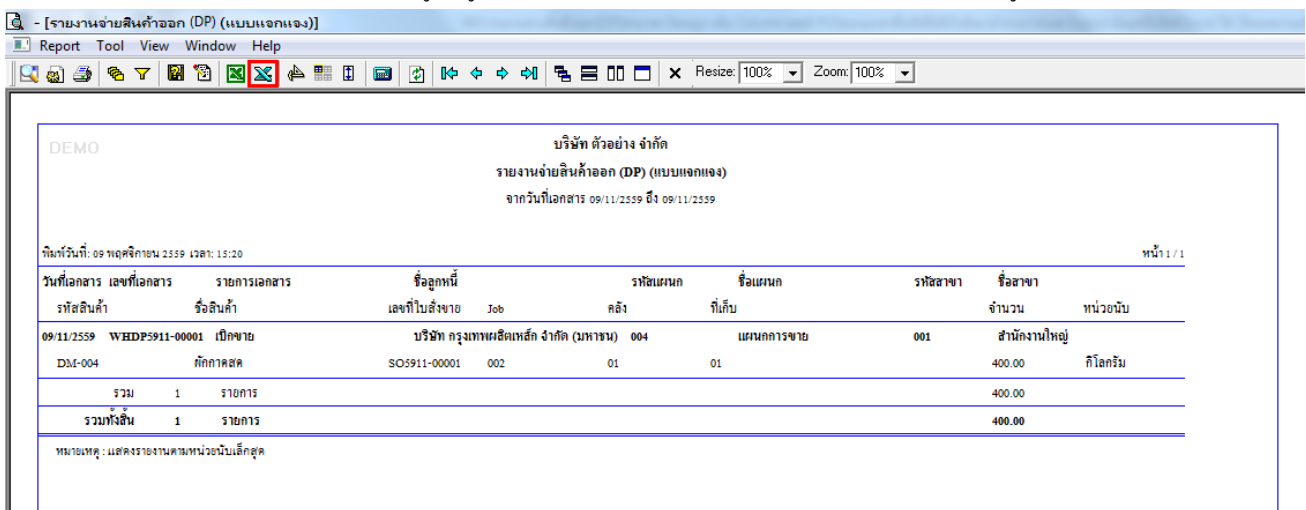 - [รายงานจ่ายสินค้าออก (DP) (แบบแจกแจง)]
Report Tool View Window Help
Resize: 100% Zoom: 100%
DEMO
บริษัท ตัวอย่าง จำกัด
รายงานจ่ายสินค้าออก (DP) (แบบแจกแจง)
จากวันที่เอกสาร 09/11/2559 ถึง 09/11/2559
พิมพ์วันที่: 09 พฤศจิกายน 2559 เวลา: 15:20 หน้า 1 / 1
วันที่เอกสาร เลขที่เอกสาร รายการเอกสาร ชื่อลูกหนี้ รหัสแผนก ชื่อแผนก รหัสสาขา ชื่อสาขา
รหัสสินค้า ชื่อสินค้า เลขที่ใบสั่งขาย Job คลัง ที่เก็บ จำนวน หน่วยนับ
09/11/2559 WHDP5911-00001 เบิกขาย บริษัท กรุงเทพผลิตเหล็ก จำกัด (มหาชน) 004 แผนกการขาย 001 สำนักงานใหญ่
DM-004 ผักกาดสด SO5911-00001 002 01 01 400.00 กิโลกรัม
รวม 1 รายการ 400.00
รวมทั้งสิ้น 1 รายการ 400.00
หมายเหตุ : แสดงรายงานตามหน่วยนับเล็กสุด